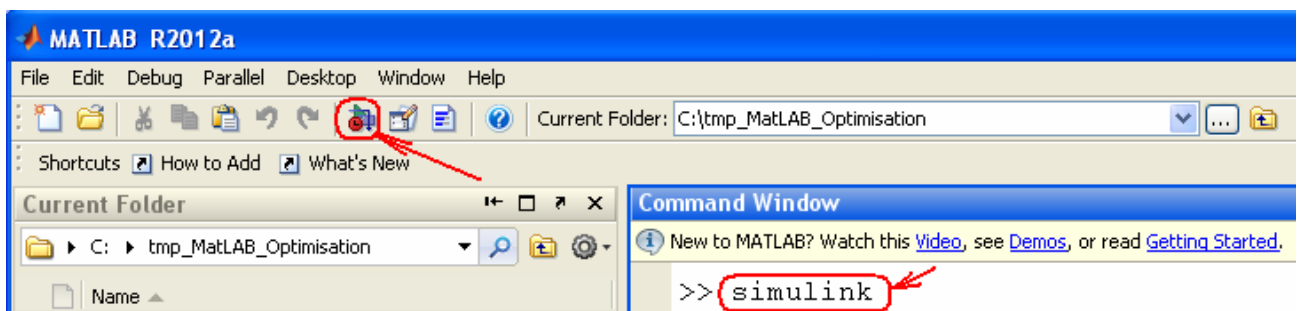 MATLAB R2012a
File Edit Debug Parallel Desktop Window Help
Current Folder: C:\tmp_MatLAB_Optimisation ...
Shortcuts How to Add What's New
Current Folder
C: tmp_MatLAB_Optimisation
Name
Command Window
New to MATLAB? Watch this Video, see Demos, or read Getting Started.
>> simulink